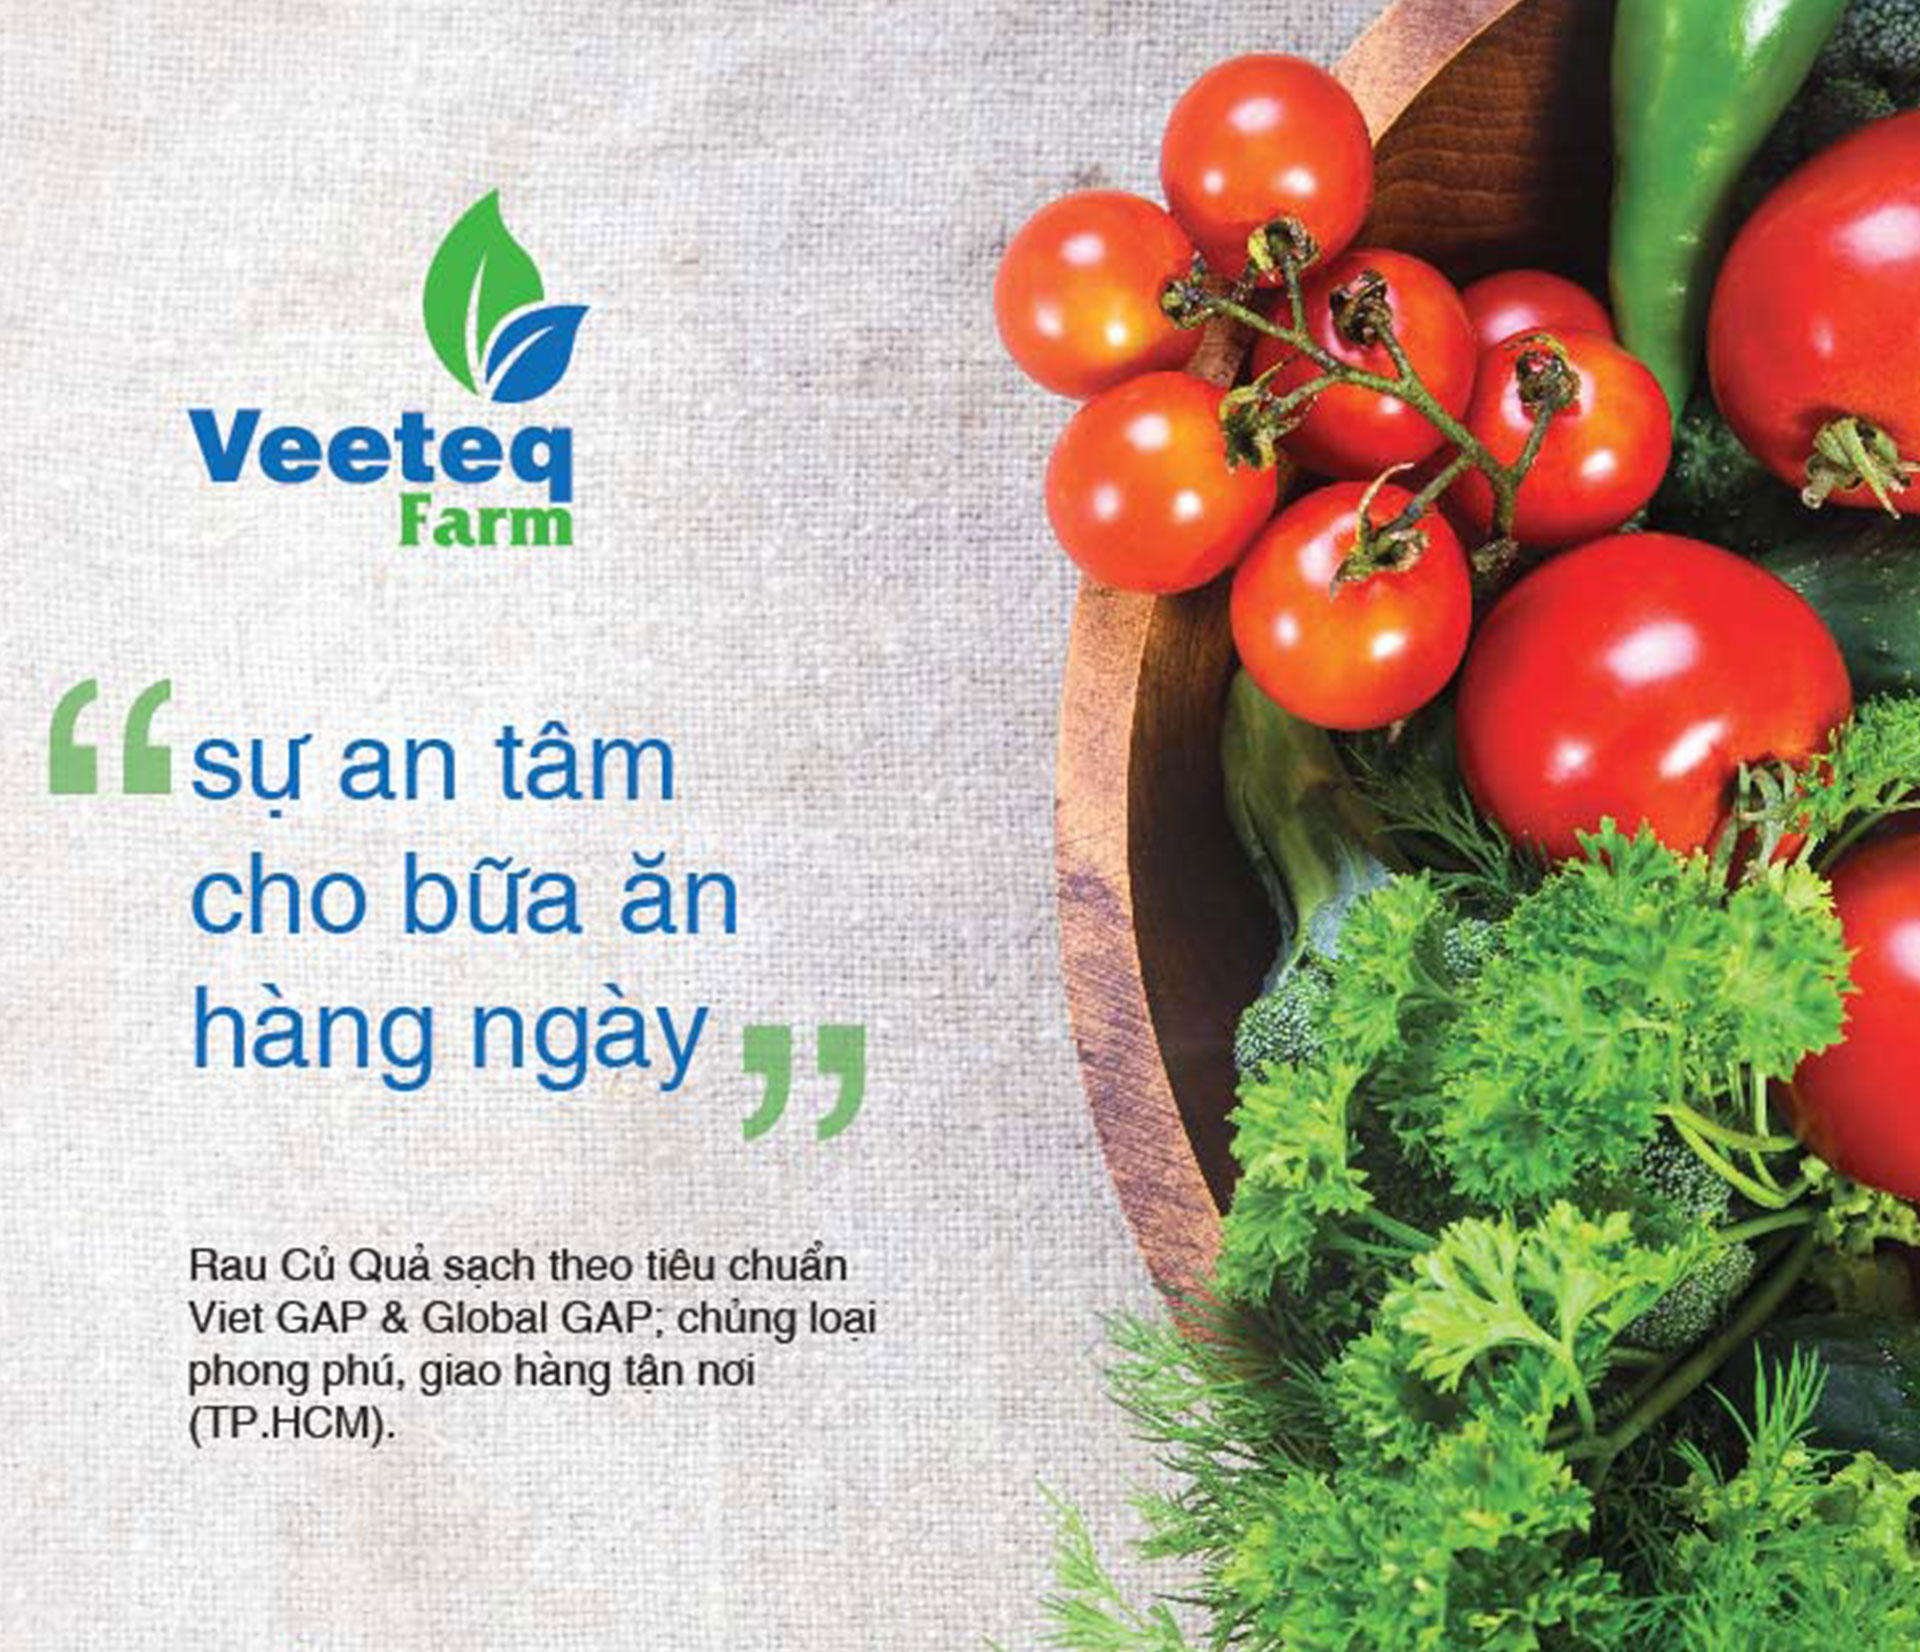 Veeteq
Farm
“sự an tâm
cho bữa ăn
hàng ngày”
Rau Củ Quả sạch theo tiêu chuẩn
Viet GAP & Global GAP; chủng loại
phong phú, giao hàng tận nơi
(TP.HCM).